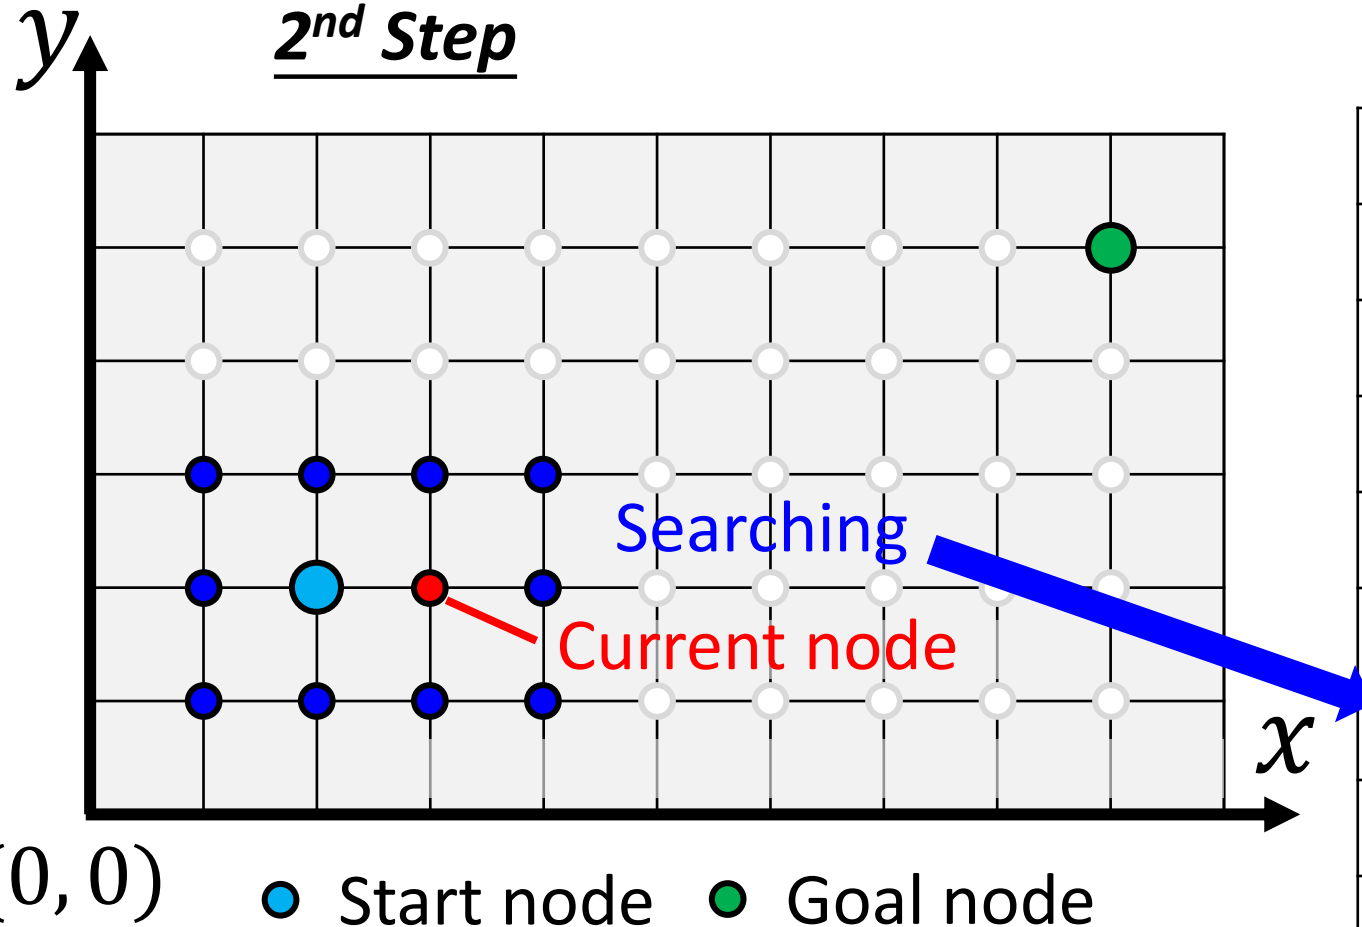 y
2nd Step
Searching
Current node
x
(0, 0)
Start node
Goal node